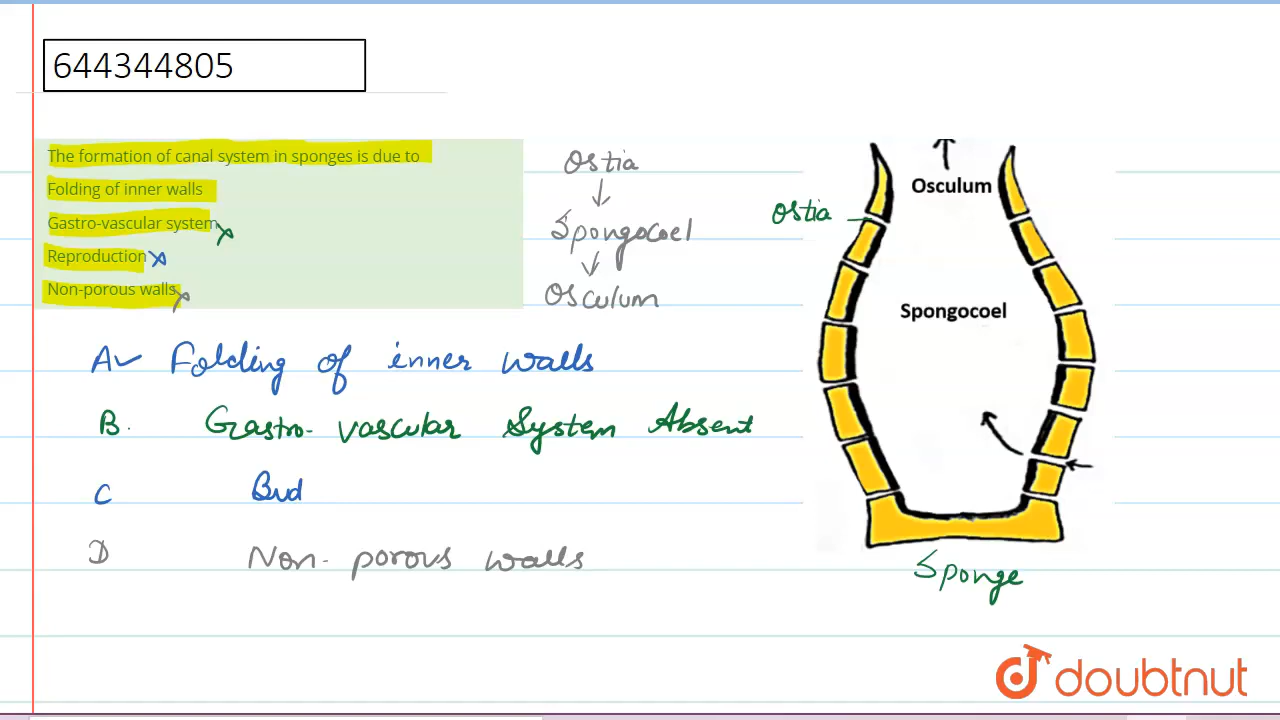 644344805
The formation of canal system in sponges is due to
Folding of inner walls
Gastro-vascular system
Reproduction
Non-porous walls
Ostia
Spongocoel
Osculum
A Folding of inner walls
B. Gastro-vascular System Absent
C Bud
D Non-porous walls
Osculum
Ostia
Spongocoel
Sponge
doubtnut